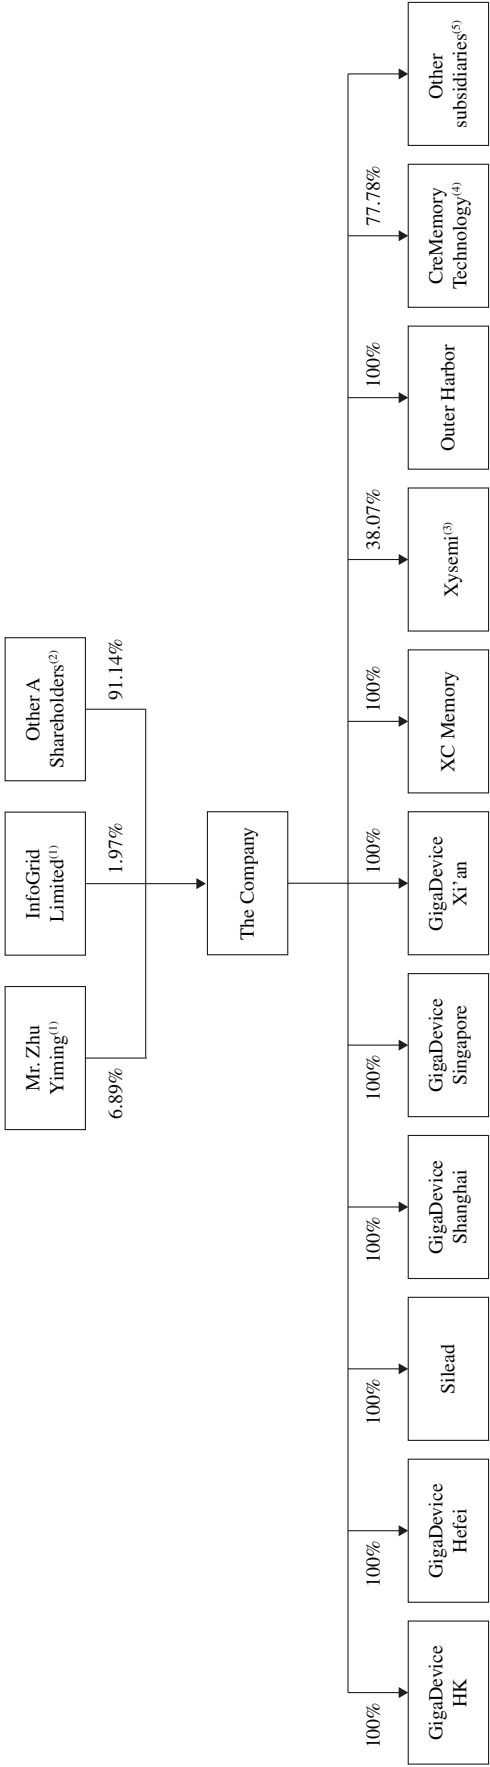 Mr. Zhu
Yiming(1)
InfoGrid
Limited(1)
Other A
Shareholders(2)
6.89%
1.97%
91.14%
The Company
100%
100%
100%
100%
100%
100%
100%
38.07%
100%
77.78%
GigaDevice
HK
GigaDevice
Hefei
Silead
GigaDevice
Shanghai
GigaDevice
Singapore
GigaDevice
Xi’an
XC Memory
Xysemi(3)
Outer Harbor
CreMemory
Technology(4)
Other
subsidiaries(5)